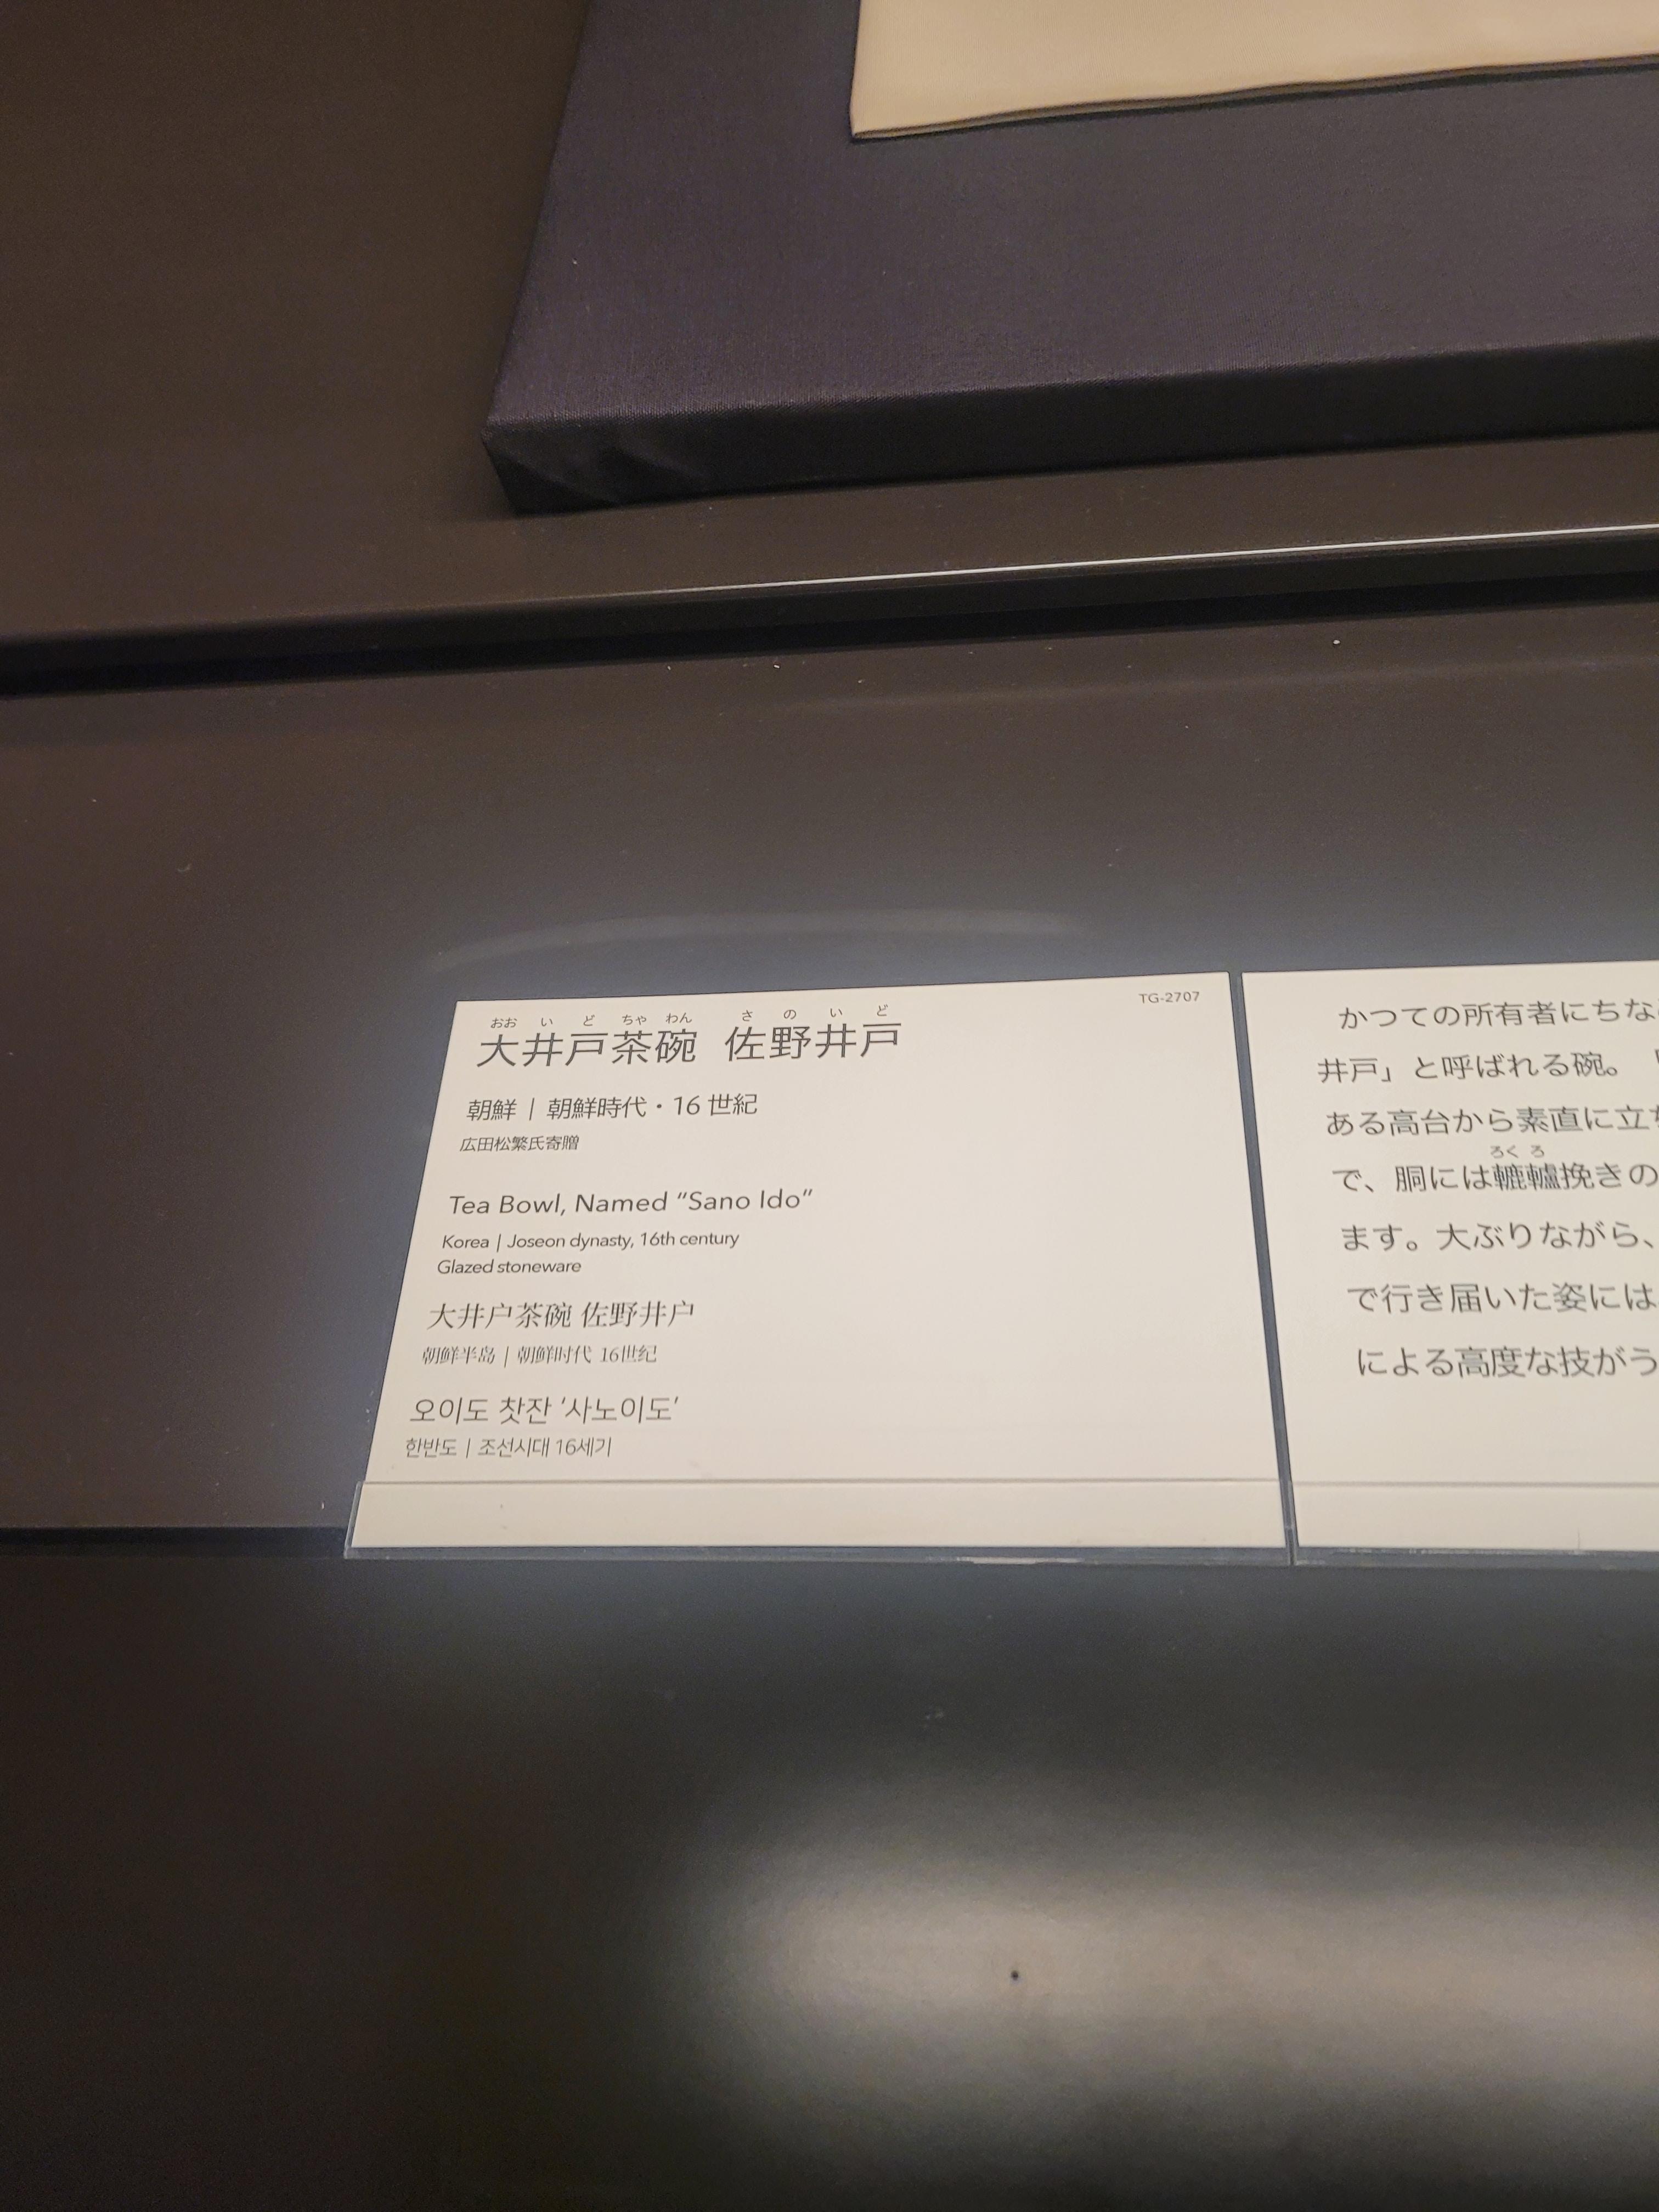 TG-2707
おお い ど ちゃ わん さ の い ど
大井戸茶碗 佐野井戸
朝鮮｜朝鮮時代・16 世紀
広田松繁氏寄贈
Tea Bowl, Named “Sano Ido”
Korea | Joseon dynasty, 16th century
Glazed stoneware
大井户茶碗 佐野井户
朝鲜半岛｜朝鲜时代 16世纪
오이도 찻잔 ‘사노이도’
한반도 | 조선시대 16세기
かつての所有者にちな
井戸」と呼ばれる碗。
ある高台から素直に立
ろく ろ
で、胴には轆轤挽きの
ます。大ぶりながら、
で行き届いた姿には
による高度な技がう